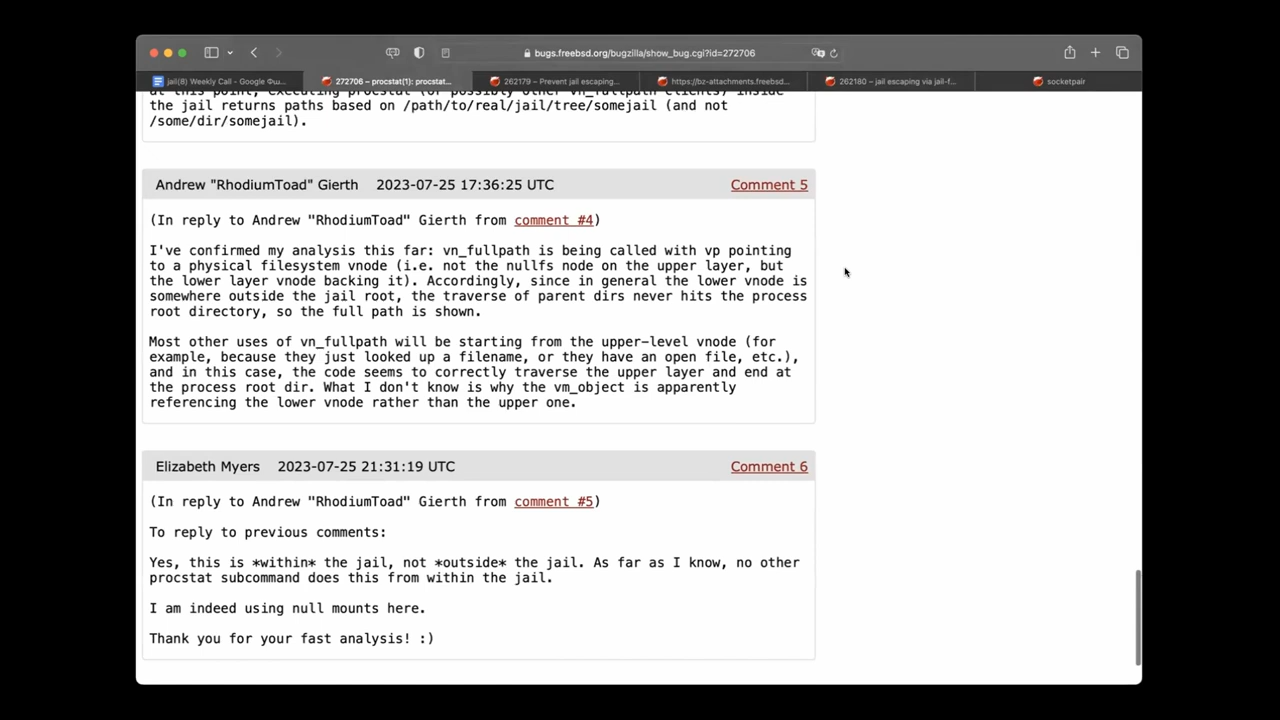 bugs.freebsd.org/bugzilla/show_bug.cgi?id=272706
jail(8) Weekly Call - Google Фы...
272706 – procstat(1): procstat...
262179 – Prevent jail escaping...
https://bz-attachments.freebsd...
262180 – jail escaping via jail-f...
socketpair
the jail returns paths based on /path/to/real/jail/tree/somejail (and not
/some/dir/somejail).
Andrew "RhodiumToad" Gierth 2023-07-25 17:36:25 UTC Comment 5
(In reply to Andrew "RhodiumToad" Gierth from comment #4)
I've confirmed my analysis this far: vn_fullpath is being called with vp pointing
to a physical filesystem vnode (i.e. not the nullfs node on the upper layer, but
the lower layer vnode backing it). Accordingly, since in general the lower vnode is
somewhere outside the jail root, the traverse of parent dirs never hits the process
root directory, so the full path is shown.
Most other uses of vn_fullpath will be starting from the upper-level vnode (for
example, because they just looked up a filename, or they have an open file, etc.),
and in this case, the code seems to correctly traverse the upper layer and end at
the process root dir. What I don't know is why the vm_object is apparently
referencing the lower vnode rather than the upper one.
Elizabeth Myers 2023-07-25 21:31:19 UTC Comment 6
(In reply to Andrew "RhodiumToad" Gierth from comment #5)
To reply to previous comments:
Yes, this is *within* the jail, not *outside* the jail. As far as I know, no other
procstat subcommand does this from within the jail.
I am indeed using null mounts here.
Thank you for your fast analysis! :)